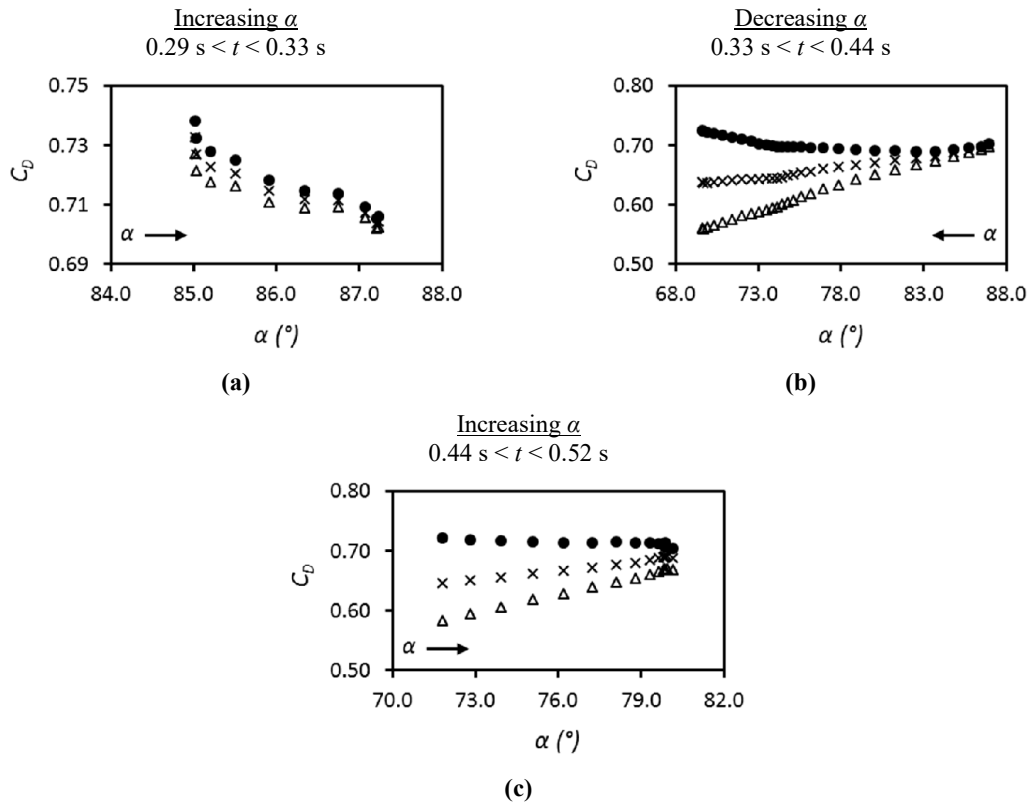 Increasing α
0.29 s < t < 0.33 s
0.75
0.73
0.71
0.69
C_D
α
84.0 85.0 86.0 87.0 88.0
α (°)
(a)
Decreasing α
0.33 s < t < 0.44 s
0.80
0.70
0.60
0.50
C_D
α
68.0 73.0 78.0 83.0 88.0
α (°)
(b)
Increasing α
0.44 s < t < 0.52 s
0.80
0.70
0.60
0.50
C_D
α
70.0 73.0 76.0 79.0 82.0
α (°)
(c)